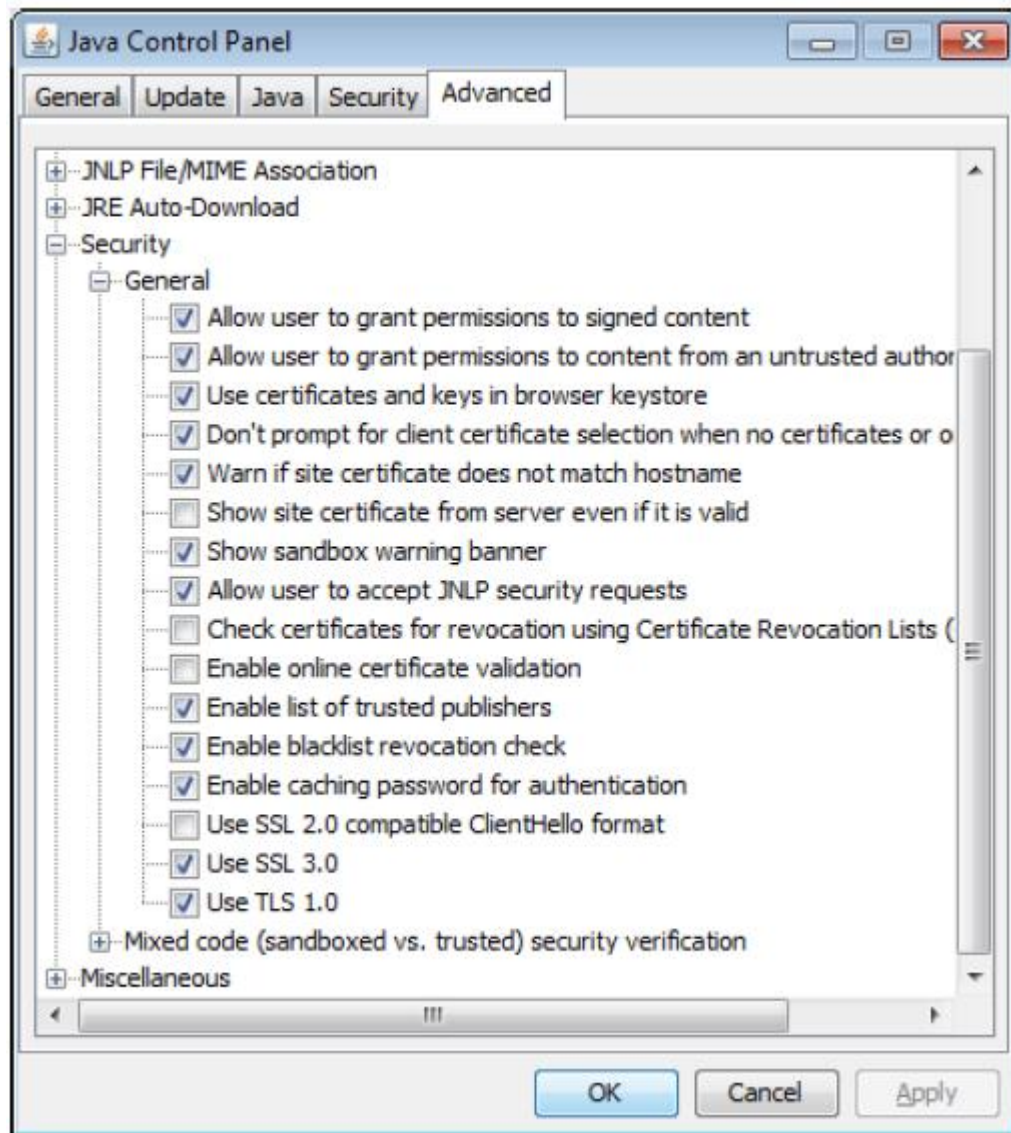 Java Control Panel
General Update Java Security Advanced
JNLP File/MIME Association
JRE Auto-Download
Security
General
Allow user to grant permissions to signed content
Allow user to grant permissions to content from an untrusted author
Use certificates and keys in browser keystore
Don't prompt for client certificate selection when no certificates or o
Warn if site certificate does not match hostname
Show site certificate from server even if it is valid
Show sandbox warning banner
Allow user to accept JNLP security requests
Check certificates for revocation using Certificate Revocation Lists (
Enable online certificate validation
Enable list of trusted publishers
Enable blacklist revocation check
Enable caching password for authentication
Use SSL 2.0 compatible ClientHello format
Use SSL 3.0
Use TLS 1.0
Mixed code (sandboxed vs. trusted) security verification
Miscellaneous
OK Cancel Apply